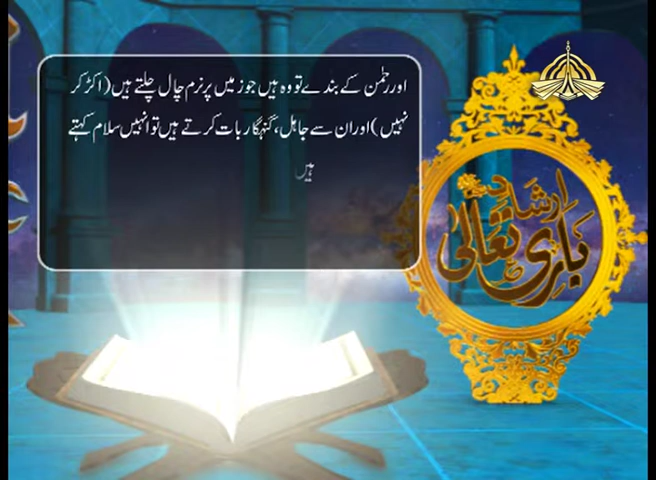 اور رحمٰن کے بندے تو وہ ہیں جو زمیں پر نرم چال چلتے ہیں (اکڑ کر
نہیں) اور ان سے جاہل، گنہگار بات کرتے ہیں تو انہیں سلام کہتے
ہیں
ارشاد
باری تعالیٰ